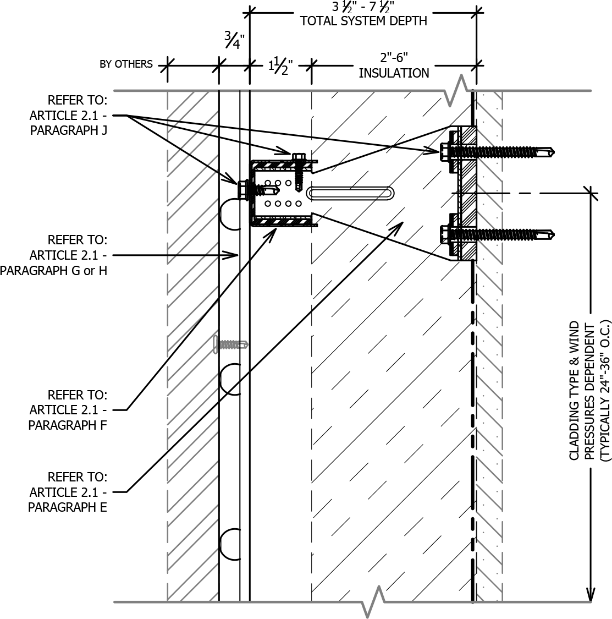 3 ½" - 7 ½"
TOTAL SYSTEM DEPTH
¾"
BY OTHERS
1½"
2"-6"
INSULATION
REFER TO:
ARTICLE 2.1 -
PARAGRAPH J
REFER TO:
ARTICLE 2.1 -
PARAGRAPH G or H
REFER TO:
ARTICLE 2.1 -
PARAGRAPH F
REFER TO:
ARTICLE 2.1 -
PARAGRAPH E
CLADDING TYPE & WIND
PRESSURES DEPENDENT
(TYPICALLY 24"-36" O.C.)